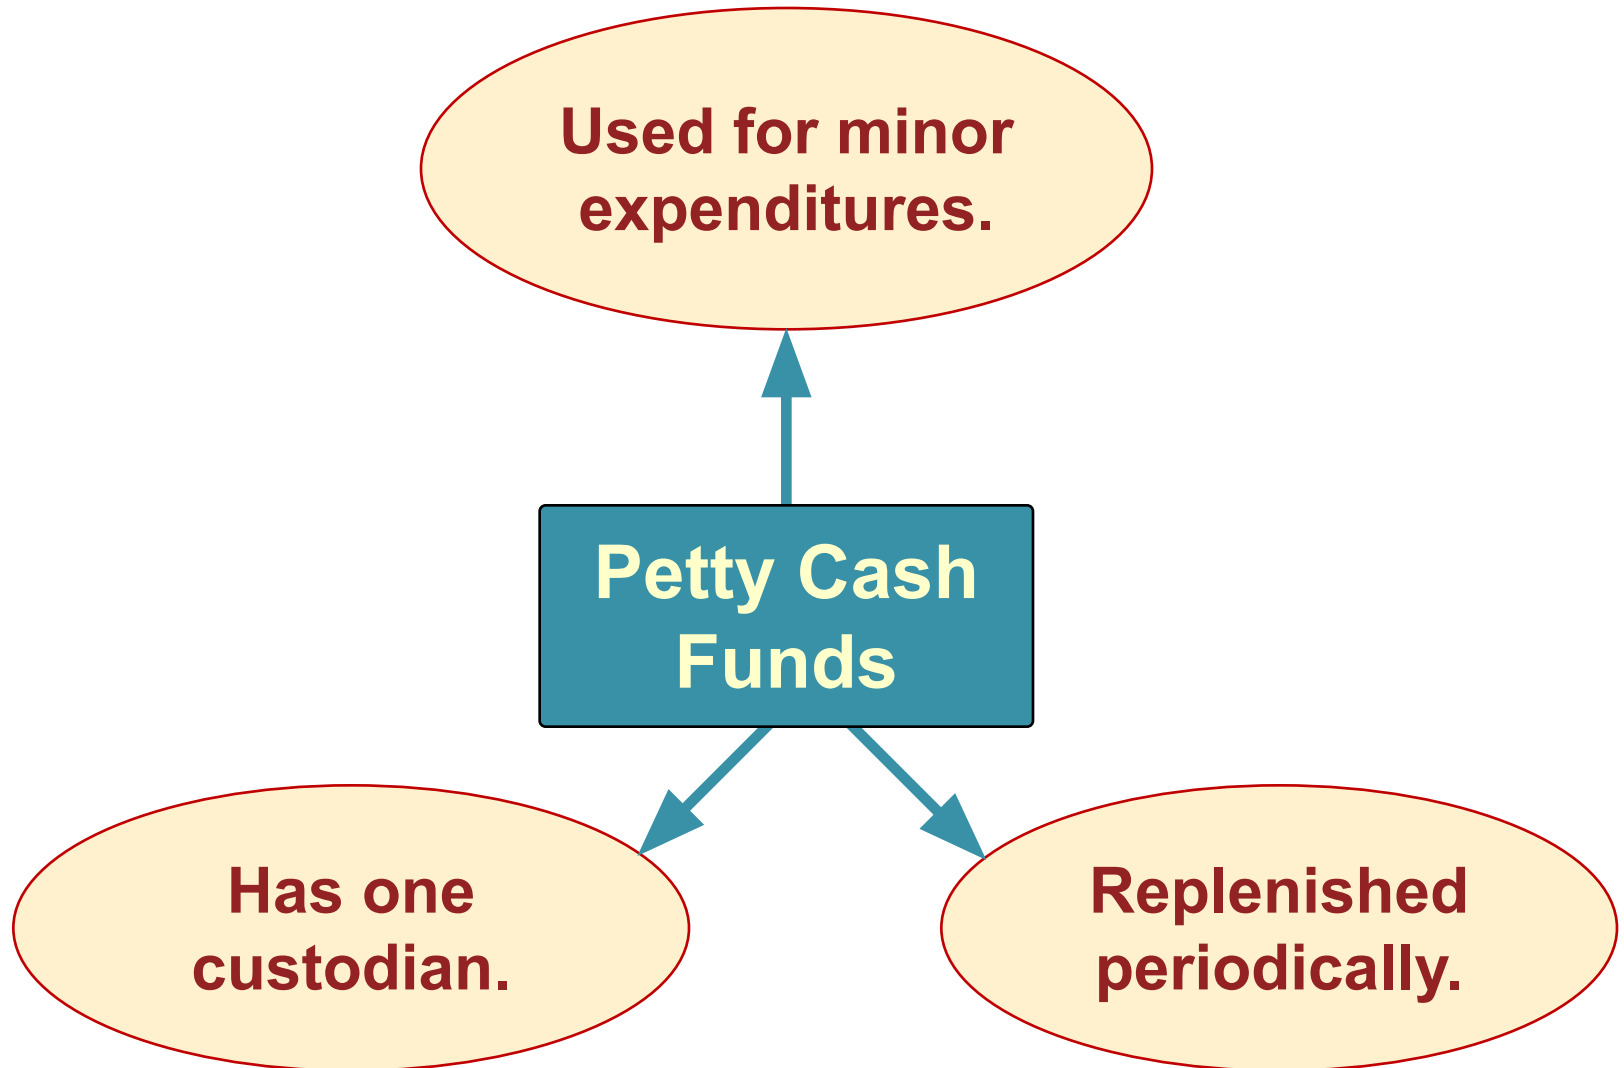 Used for minor
expenditures.
Petty Cash
Funds
Has one
custodian.
Replenished
periodically.